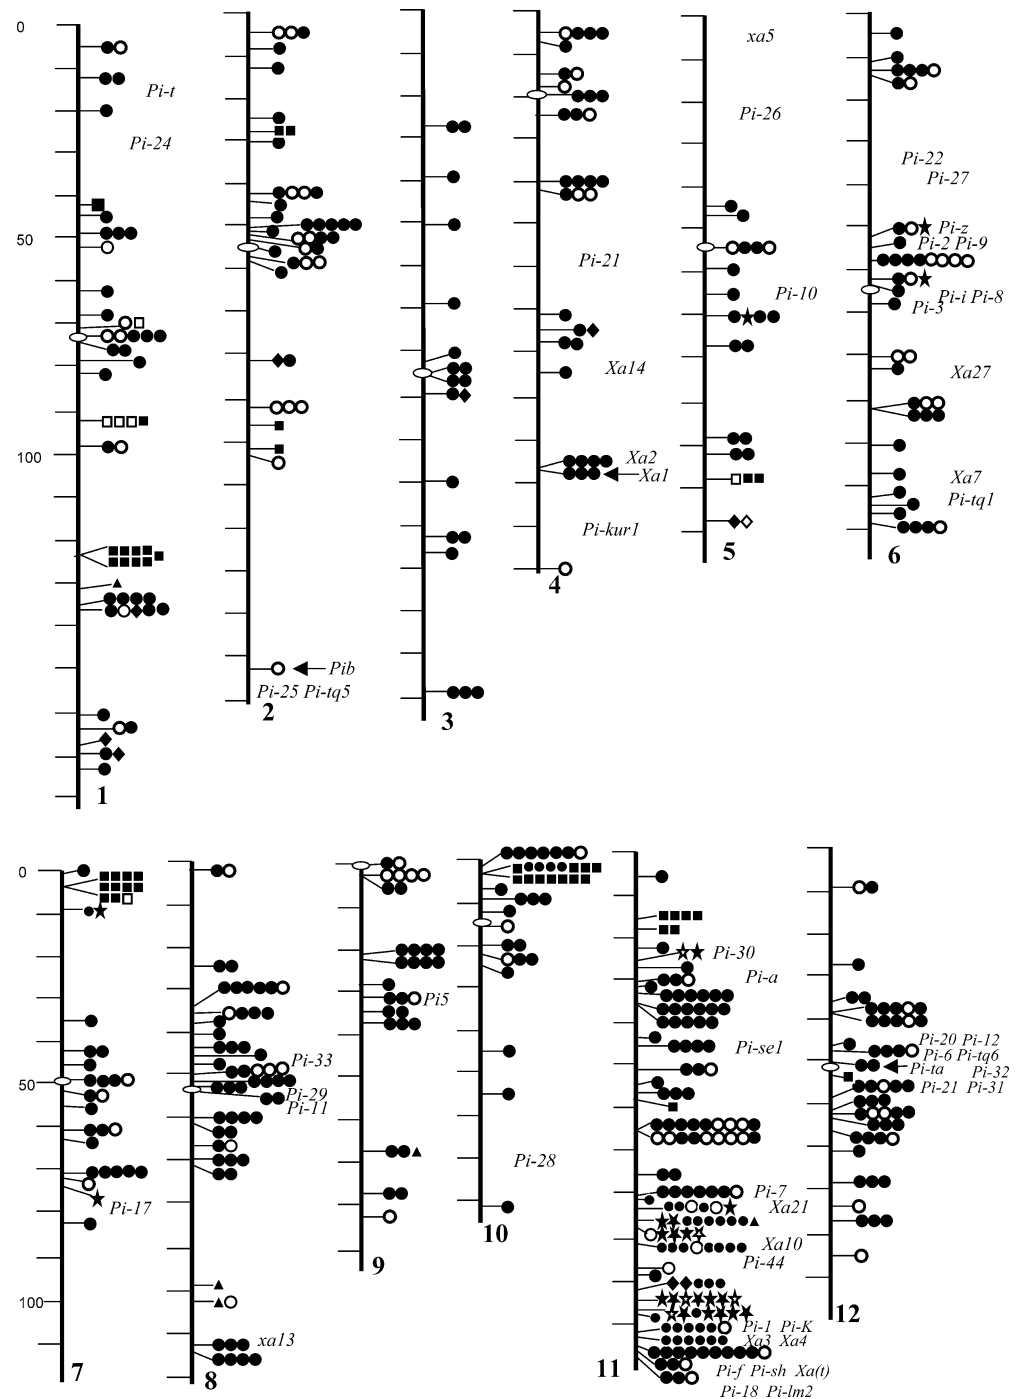 0
50
100
Pi-t
Pi-24
1
Pib
Pi-25 Pi-tq5
2
3
Pi-21
Xa14
Xa2
Xa1
Pi-kur1
4
xa5
Pi-26
Pi-10
5
Pi-22
Pi-27
Pi-z
Pi-2 Pi-9
Pi-i Pi-8
Pi-3
Xa27
Xa7
Pi-tq1
6
0
50
100
Pi-17
7
Pi-33
Pi-29
Pi-11
xa13
8
Pi5
9
Pi-28
10
Pi-30
Pi-a
Pi-se1
Pi-7
Xa21
Xa10
Pi-44
Pi-1 Pi-K
Xa3 Xa4
Pi-f Pi-sh Xa(t)
Pi-18 Pi-lm2
11
Pi-20 Pi-12
Pi-6 Pi-tq6
Pi-ta Pi-32
Pi-21 Pi-31
12